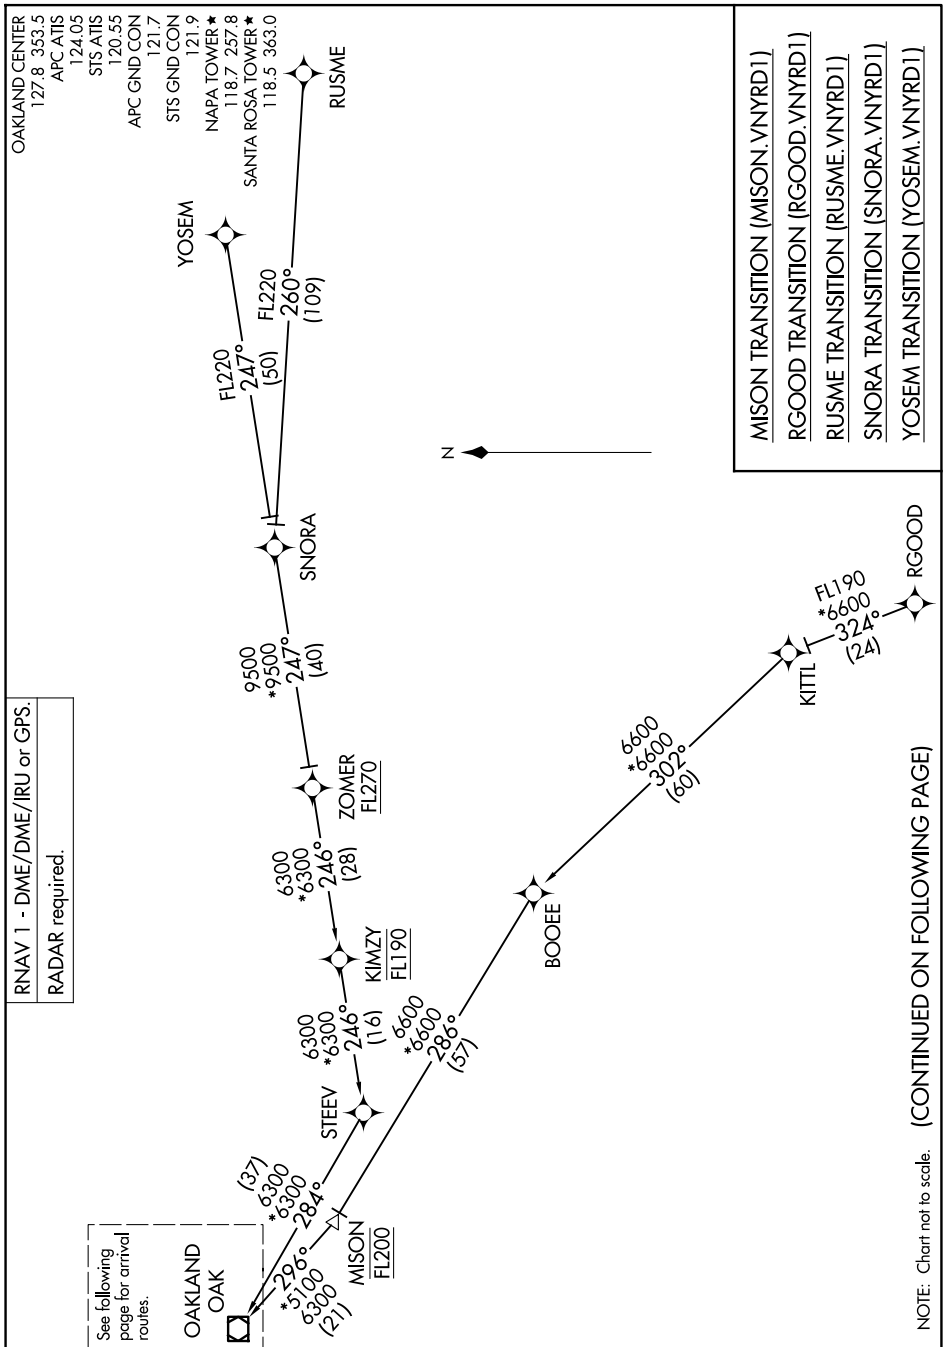 RNAV 1 - DME/DME/IRU or GPS.
RADAR required.
OAKLAND CENTER
127.8 353.5
APC ATIS
124.05
STS ATIS
120.55
APC GND CON
121.7
STS GND CON
121.9
NAPA TOWER★
118.7 257.8
SANTA ROSA TOWER★
118.5 363.0
See following
page for arrival
routes.
OAKLAND
OAK
(37)
6300
*6300
284°
296°
*5100
6300
(21)
MISON
FL200
STEEV
6300
*6300
246°
(16)
KIMZY
FL190
6300
*6300
246°
(28)
ZOMER
FL270
9500
*9500
247°
(40)
SNORA
FL220
247°
(50)
YOSEM
FL220
260°
(109)
RUSME
6600
*6600
286°
(57)
BOOEE
6600
*6600
302°
(60)
KITTL
FL190
*6600
324°
(24)
RGOOD
N
MISON TRANSITION (MISON.VNYRD1)
RGOOD TRANSITION (RGOOD.VNYRD1)
RUSME TRANSITION (RUSME.VNYRD1)
SNORA TRANSITION (SNORA.VNYRD1)
YOSEM TRANSITION (YOSEM.VNYRD1)
NOTE: Chart not to scale.
(CONTINUED ON FOLLOWING PAGE)